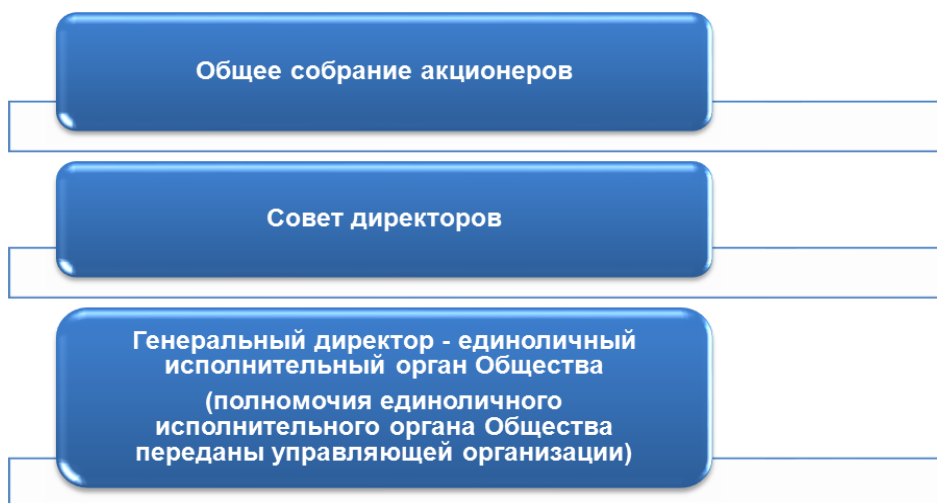 Общее собрание акционеров
Совет директоров
Генеральный директор - единоличный
исполнительный орган Общества
(полномочия единоличного
исполнительного органа Общества
переданы управляющей организации)